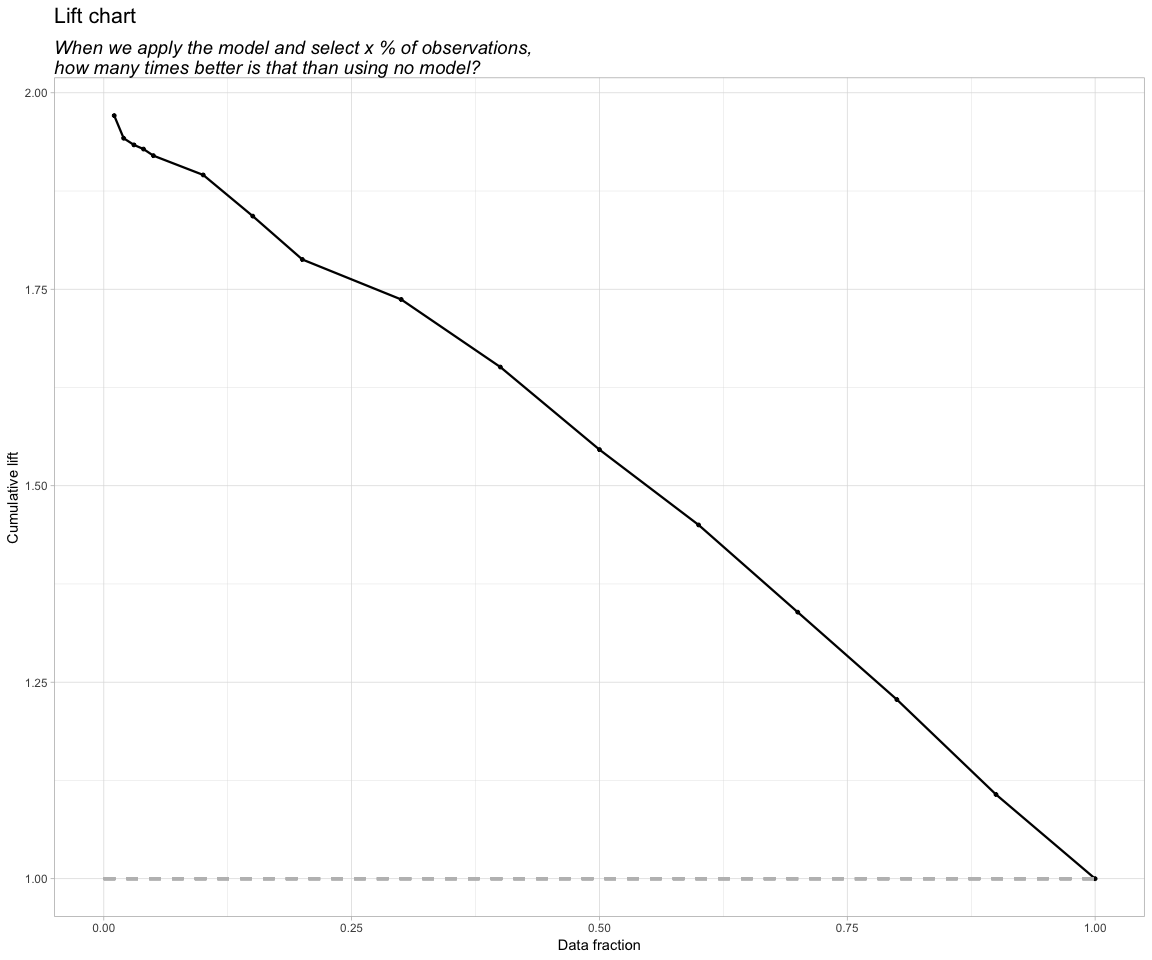 Lift chart
When we apply the model and select x % of observations,
how many times better is that than using no model?
2.00
1.75
1.50
1.25
1.00
Cumulative lift
0.00
0.25
0.50
0.75
1.00
Data fraction